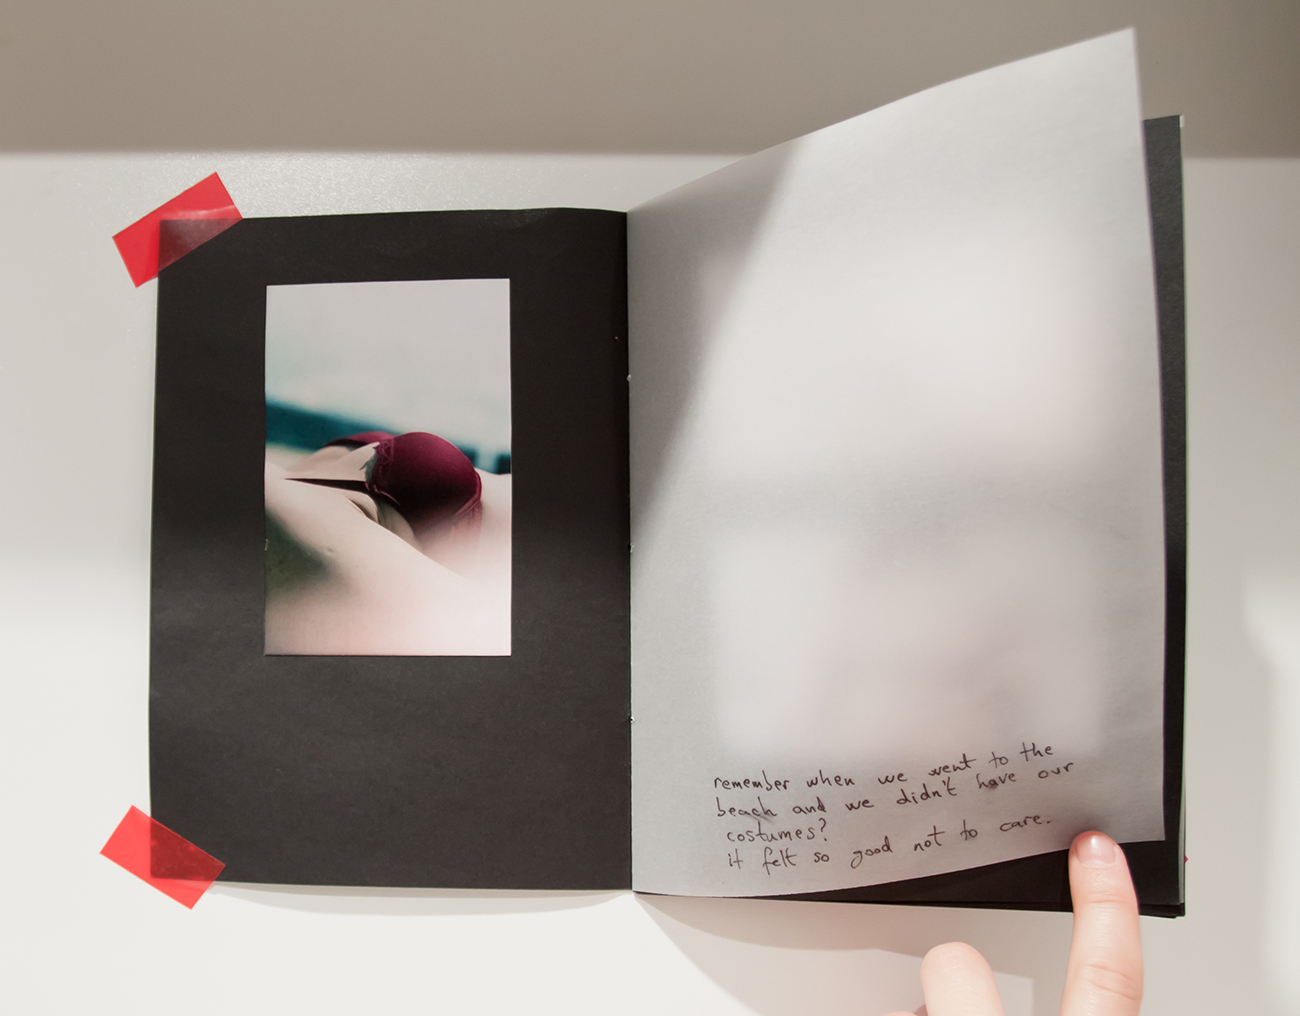 remember when we went to the
beach and we didn't have our
costumes?
it felt so good not to care.